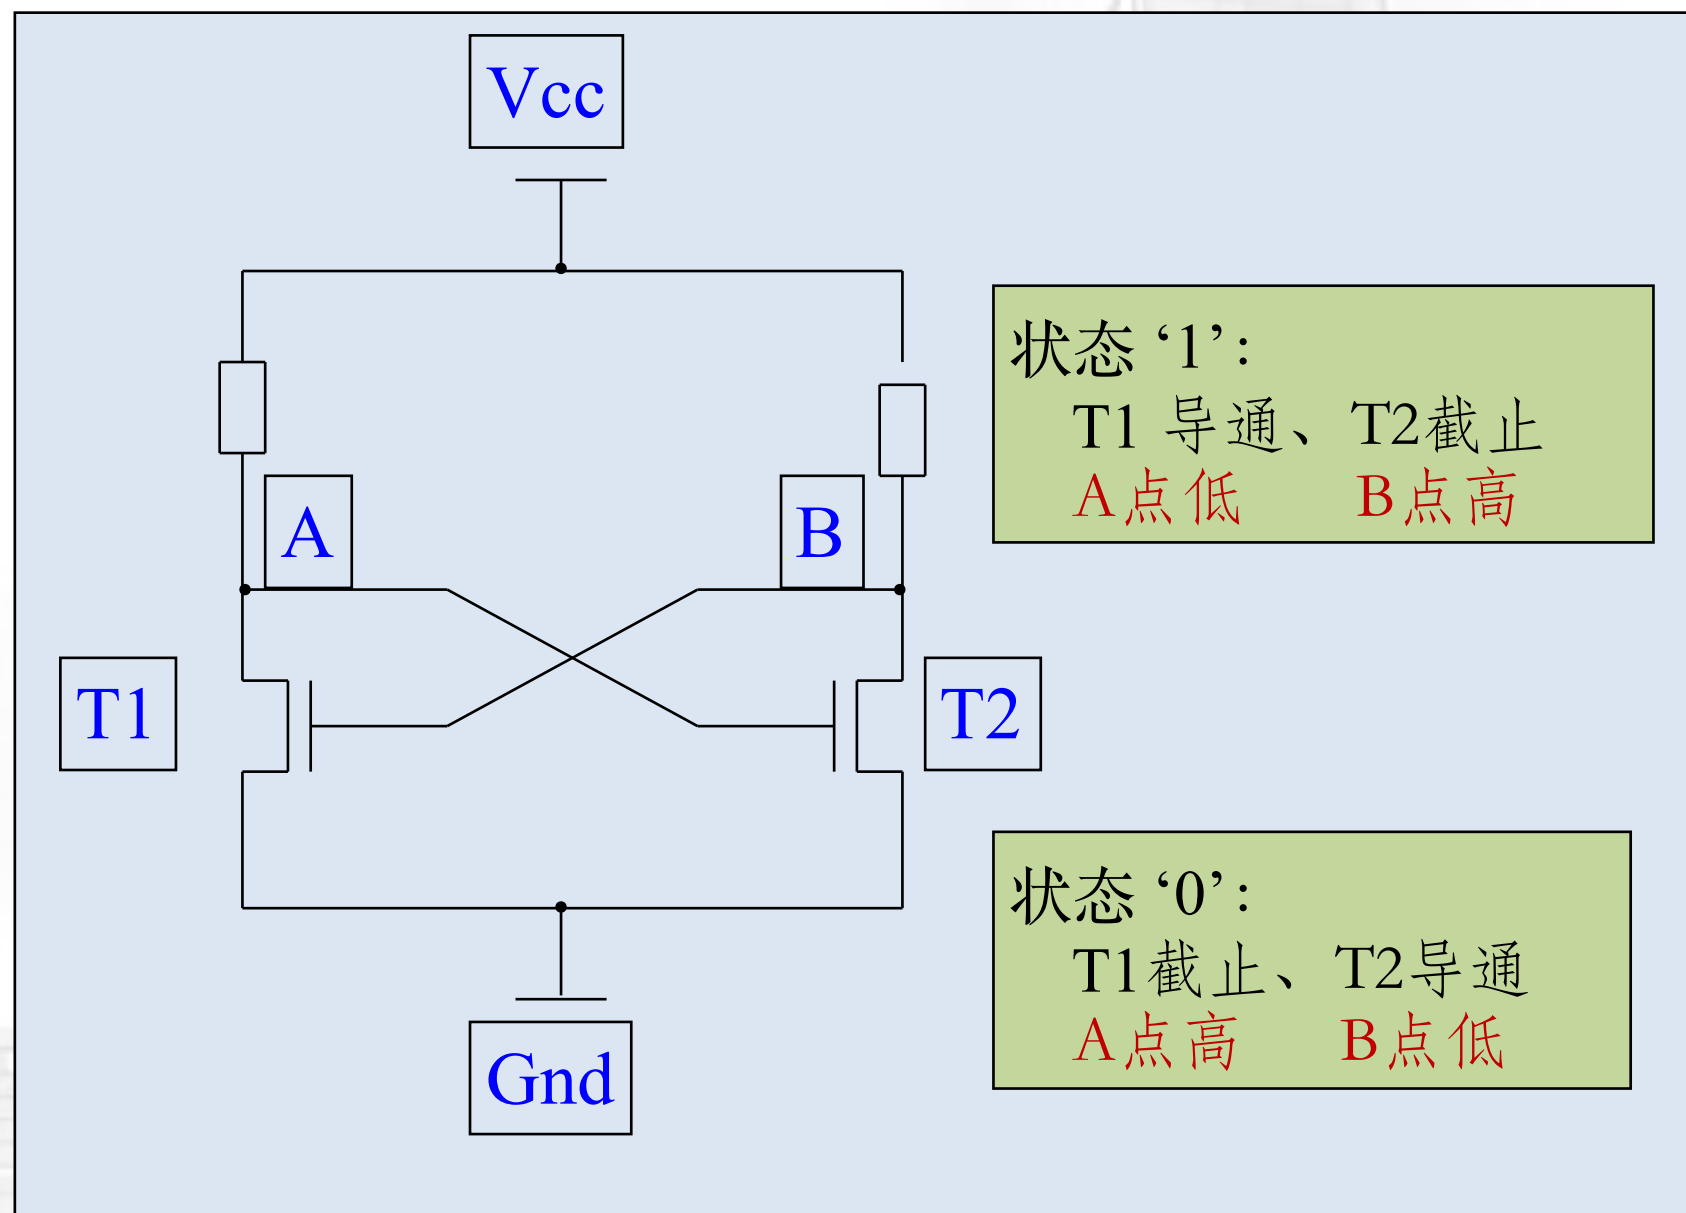 Vcc
状态 ‘1’:
T1 导通、T2截止
A点低 B点高
A
B
T1
T2
状态 ‘0’:
T1截止、T2导通
A点高 B点低
Gnd